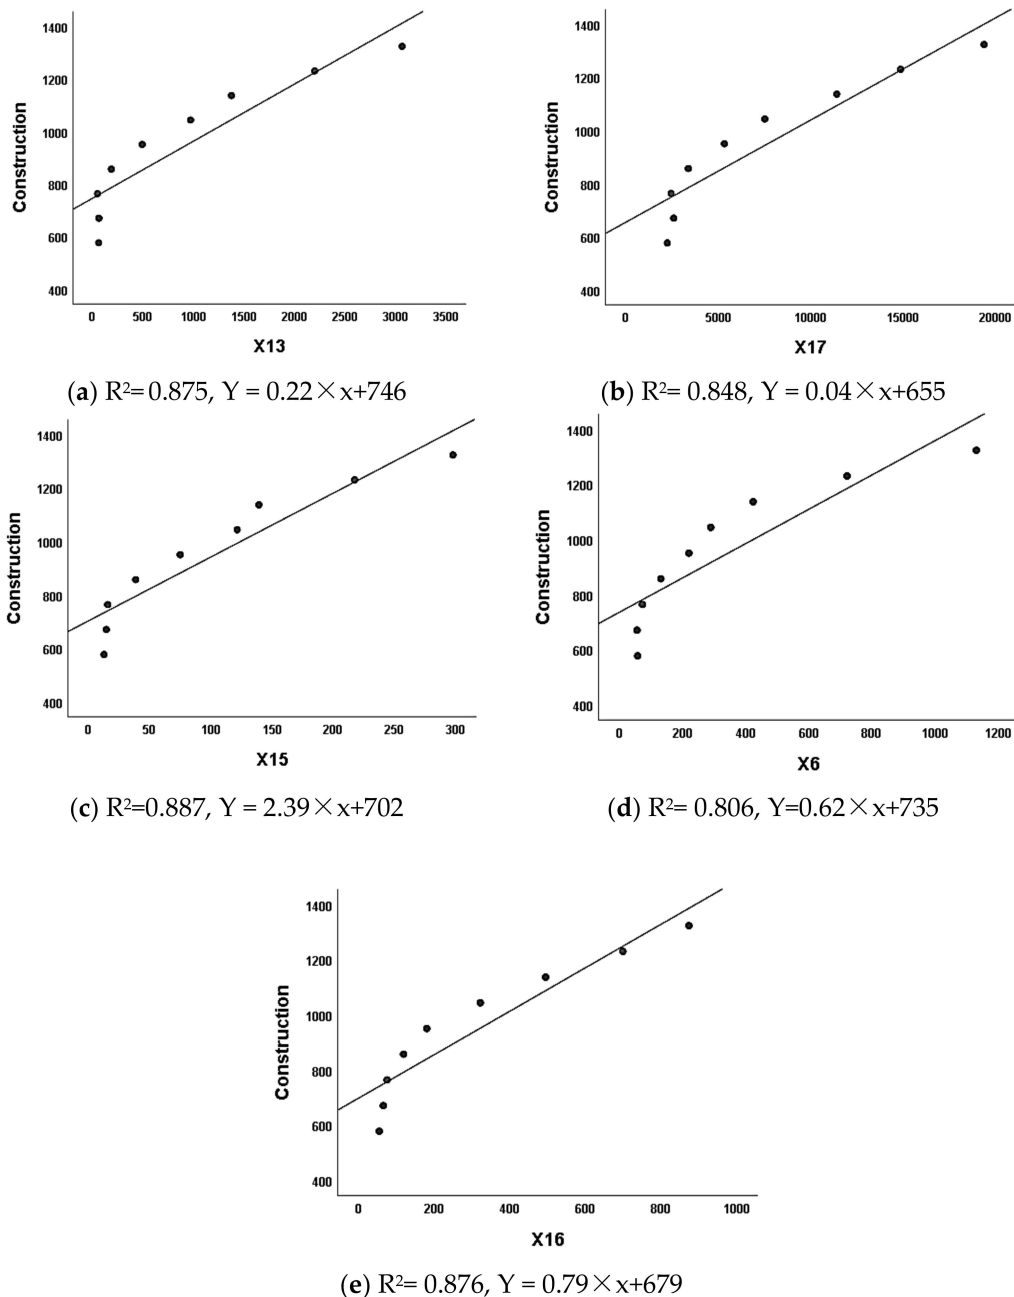 1400
1200
1000
800
600
400
Construction
0 500 1000 1500 2000 2500 3000 3500
X13
(a) R²= 0.875, Y = 0.22×x+746
1400
1200
1000
800
600
400
Construction
0 5000 10000 15000 20000
X17
(b) R²= 0.848, Y = 0.04×x+655
1400
1200
1000
800
600
400
Construction
0 50 100 150 200 250 300
X15
(c) R²=0.887, Y = 2.39×x+702
1400
1200
1000
800
600
400
Construction
0 200 400 600 800 1000 1200
X6
(d) R²= 0.806, Y=0.62×x+735
1400
1200
1000
800
600
400
Construction
0 200 400 600 800 1000
X16
(e) R²= 0.876, Y = 0.79×x+679